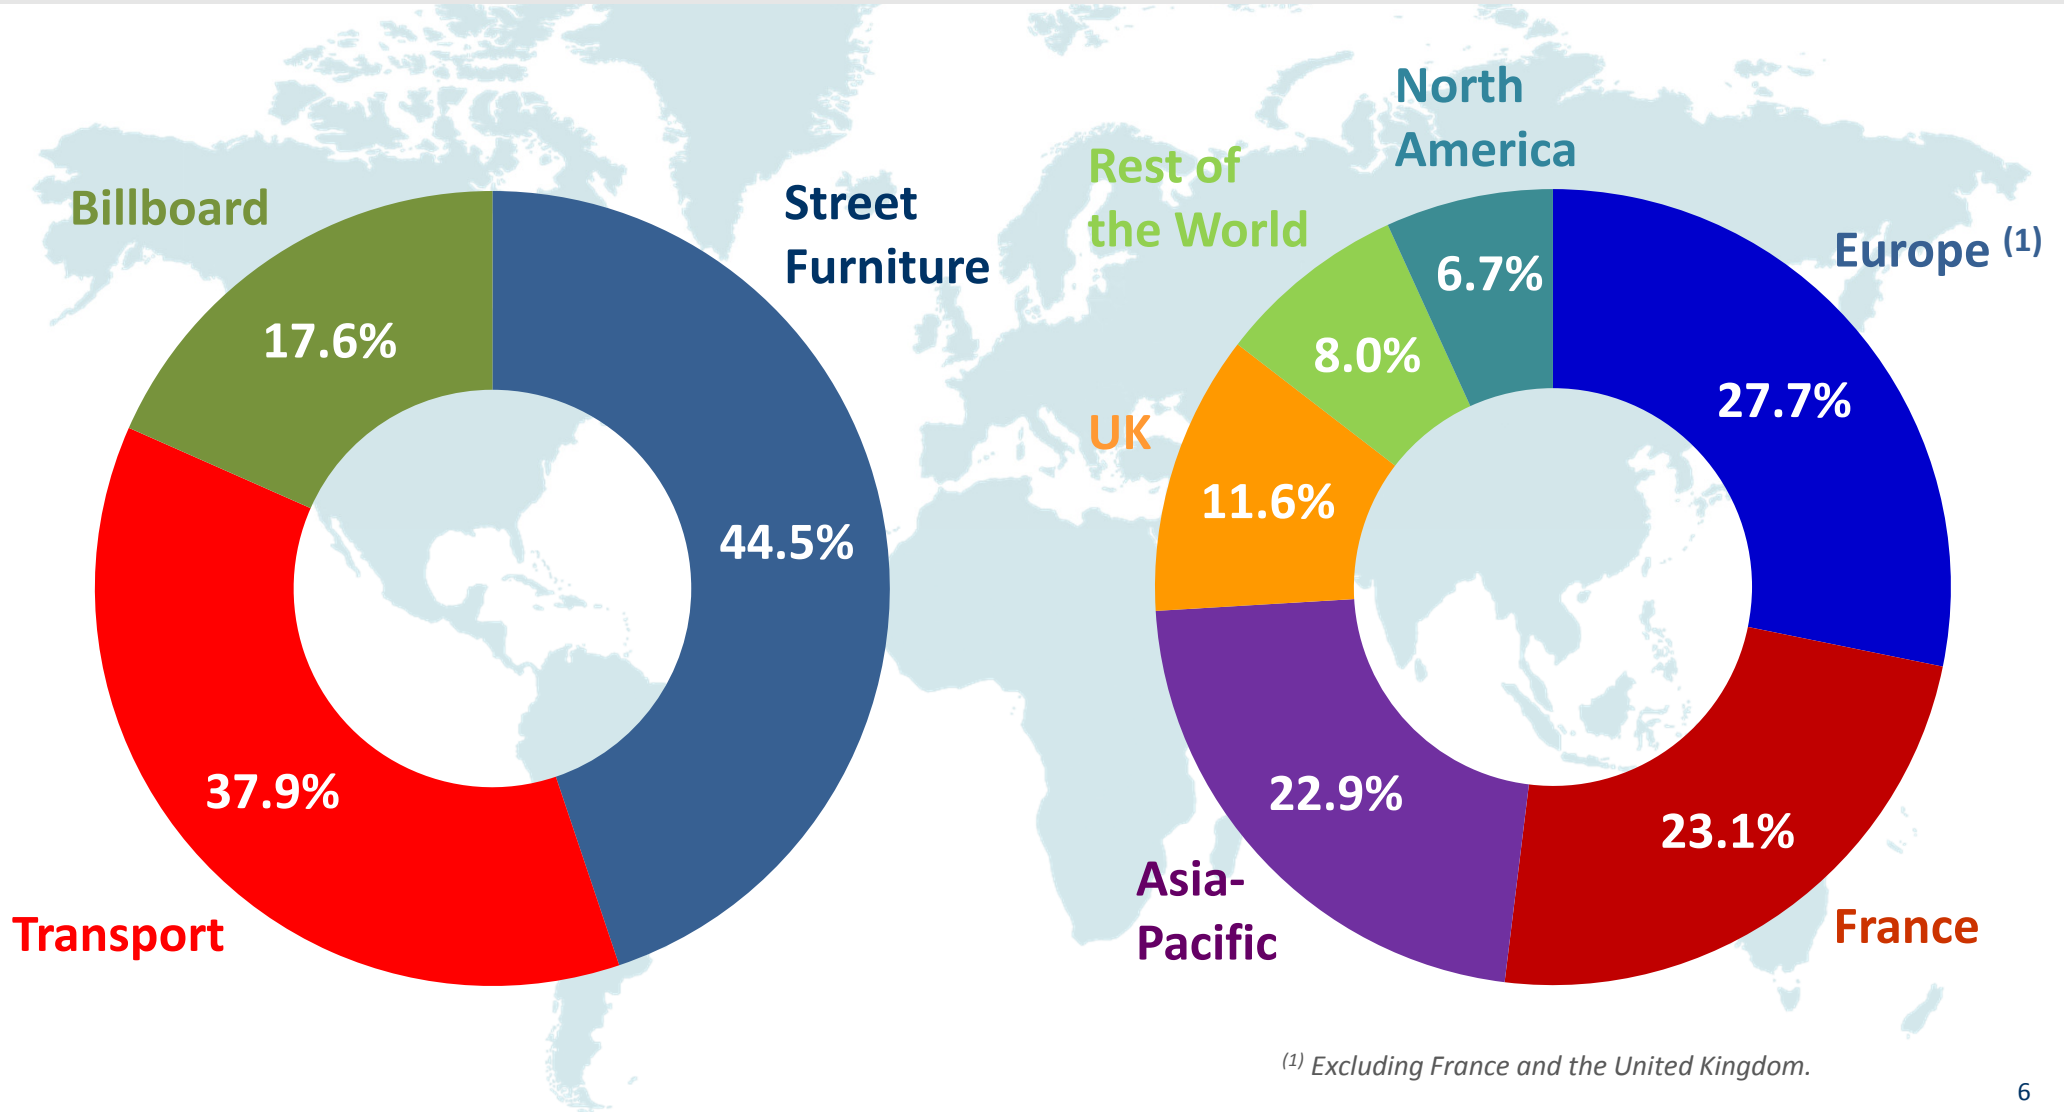 Billboard
17.6%
Street
Furniture
44.5%
37.9%
Transport
North
America
6.7%
Rest of
the World
8.0%
Europe (1)
27.7%
UK
11.6%
22.9%
Asia-
Pacific
23.1%
France
(1) Excluding France and the United Kingdom.
6